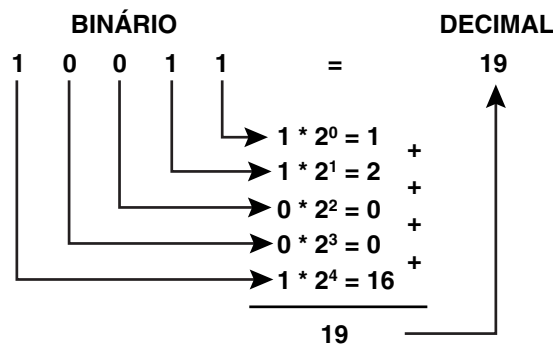 BINÁRIO DECIMAL
1 0 0 1 1 = 19
1 * 2⁰ = 1
+
1 * 2¹ = 2
+
0 * 2² = 0
+
0 * 2³ = 0
+
1 * 2⁴ = 16
19